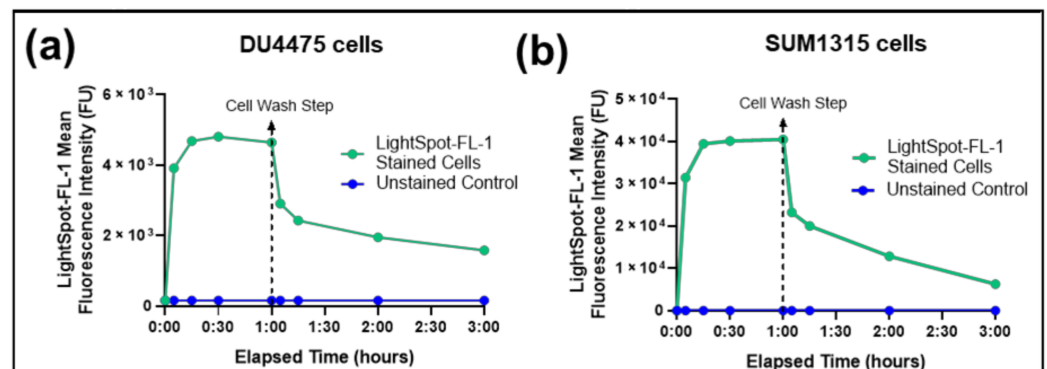 (a)
DU4475 cells
LightSpot-FL-1 Mean
Fluorescence Intensity (FU)
6 × 10³
4 × 10³
2 × 10³
0
Cell Wash Step
LightSpot-FL-1
Stained Cells
Unstained Control
0:00 0:30 1:00 1:30 2:00 2:30 3:00
Elapsed Time (hours)
(b)
SUM1315 cells
LightSpot-FL-1 Mean
Fluorescence Intensity (FU)
5 × 10⁴
4 × 10⁴
3 × 10⁴
2 × 10⁴
1 × 10⁴
0
Cell Wash Step
LightSpot-FL-1
Stained Cells
Unstained Control
0:00 0:30 1:00 1:30 2:00 2:30 3:00
Elapsed Time (hours)